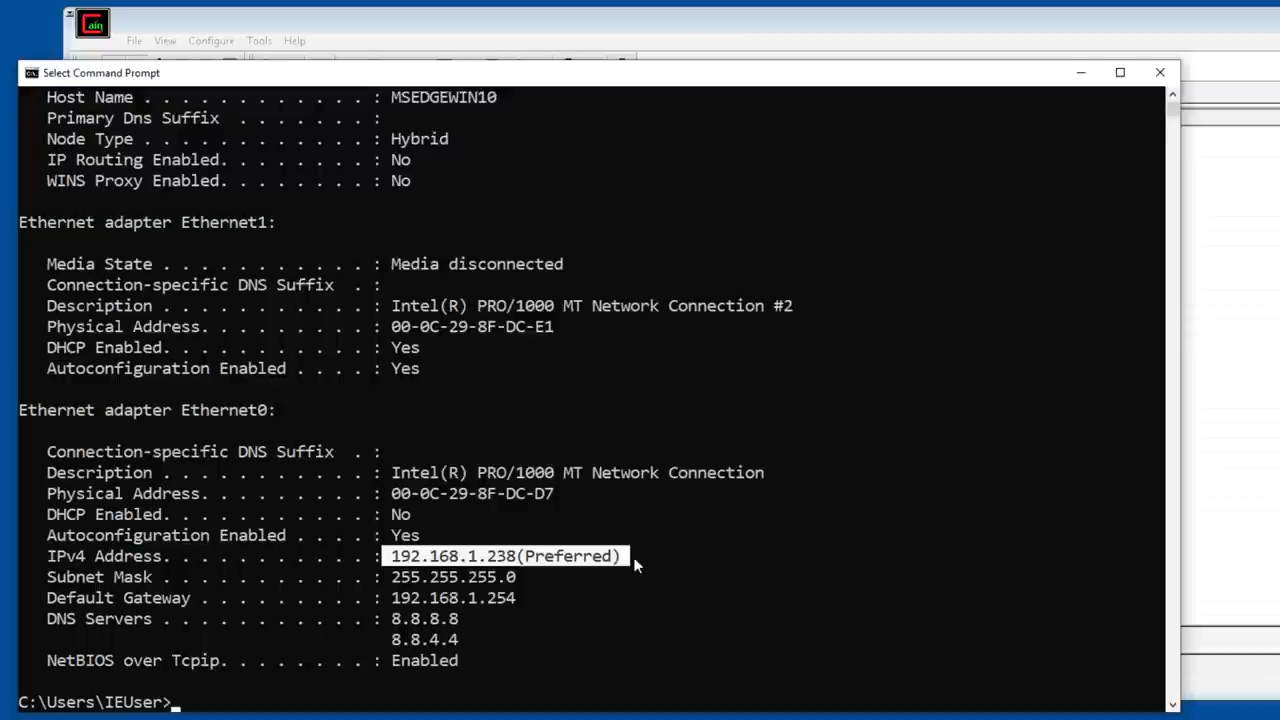 Cain
File View Configure Tools Help
Select Command Prompt
Host Name . . . . . . . . . . . . : MSEDGEWIN10
Primary Dns Suffix  . . . . . . . :
Node Type . . . . . . . . . . . . : Hybrid
IP Routing Enabled. . . . . . . . : No
WINS Proxy Enabled. . . . . . . . : No
Ethernet adapter Ethernet1:
Media State . . . . . . . . . . . : Media disconnected
Connection-specific DNS Suffix  . :
Description . . . . . . . . . . . : Intel(R) PRO/1000 MT Network Connection #2
Physical Address. . . . . . . . . : 00-0C-29-8F-DC-E1
DHCP Enabled. . . . . . . . . . . : Yes
Autoconfiguration Enabled . . . . : Yes
Ethernet adapter Ethernet0:
Connection-specific DNS Suffix  . :
Description . . . . . . . . . . . : Intel(R) PRO/1000 MT Network Connection
Physical Address. . . . . . . . . : 00-0C-29-8F-DC-D7
DHCP Enabled. . . . . . . . . . . : No
Autoconfiguration Enabled . . . . : Yes
IPv4 Address. . . . . . . . . . . : 192.168.1.238(Preferred)
Subnet Mask . . . . . . . . . . . : 255.255.255.0
Default Gateway . . . . . . . . . : 192.168.1.254
DNS Servers . . . . . . . . . . . : 8.8.8.8
8.8.4.4
NetBIOS over Tcpip. . . . . . . . : Enabled
C:\Users\IEUser>